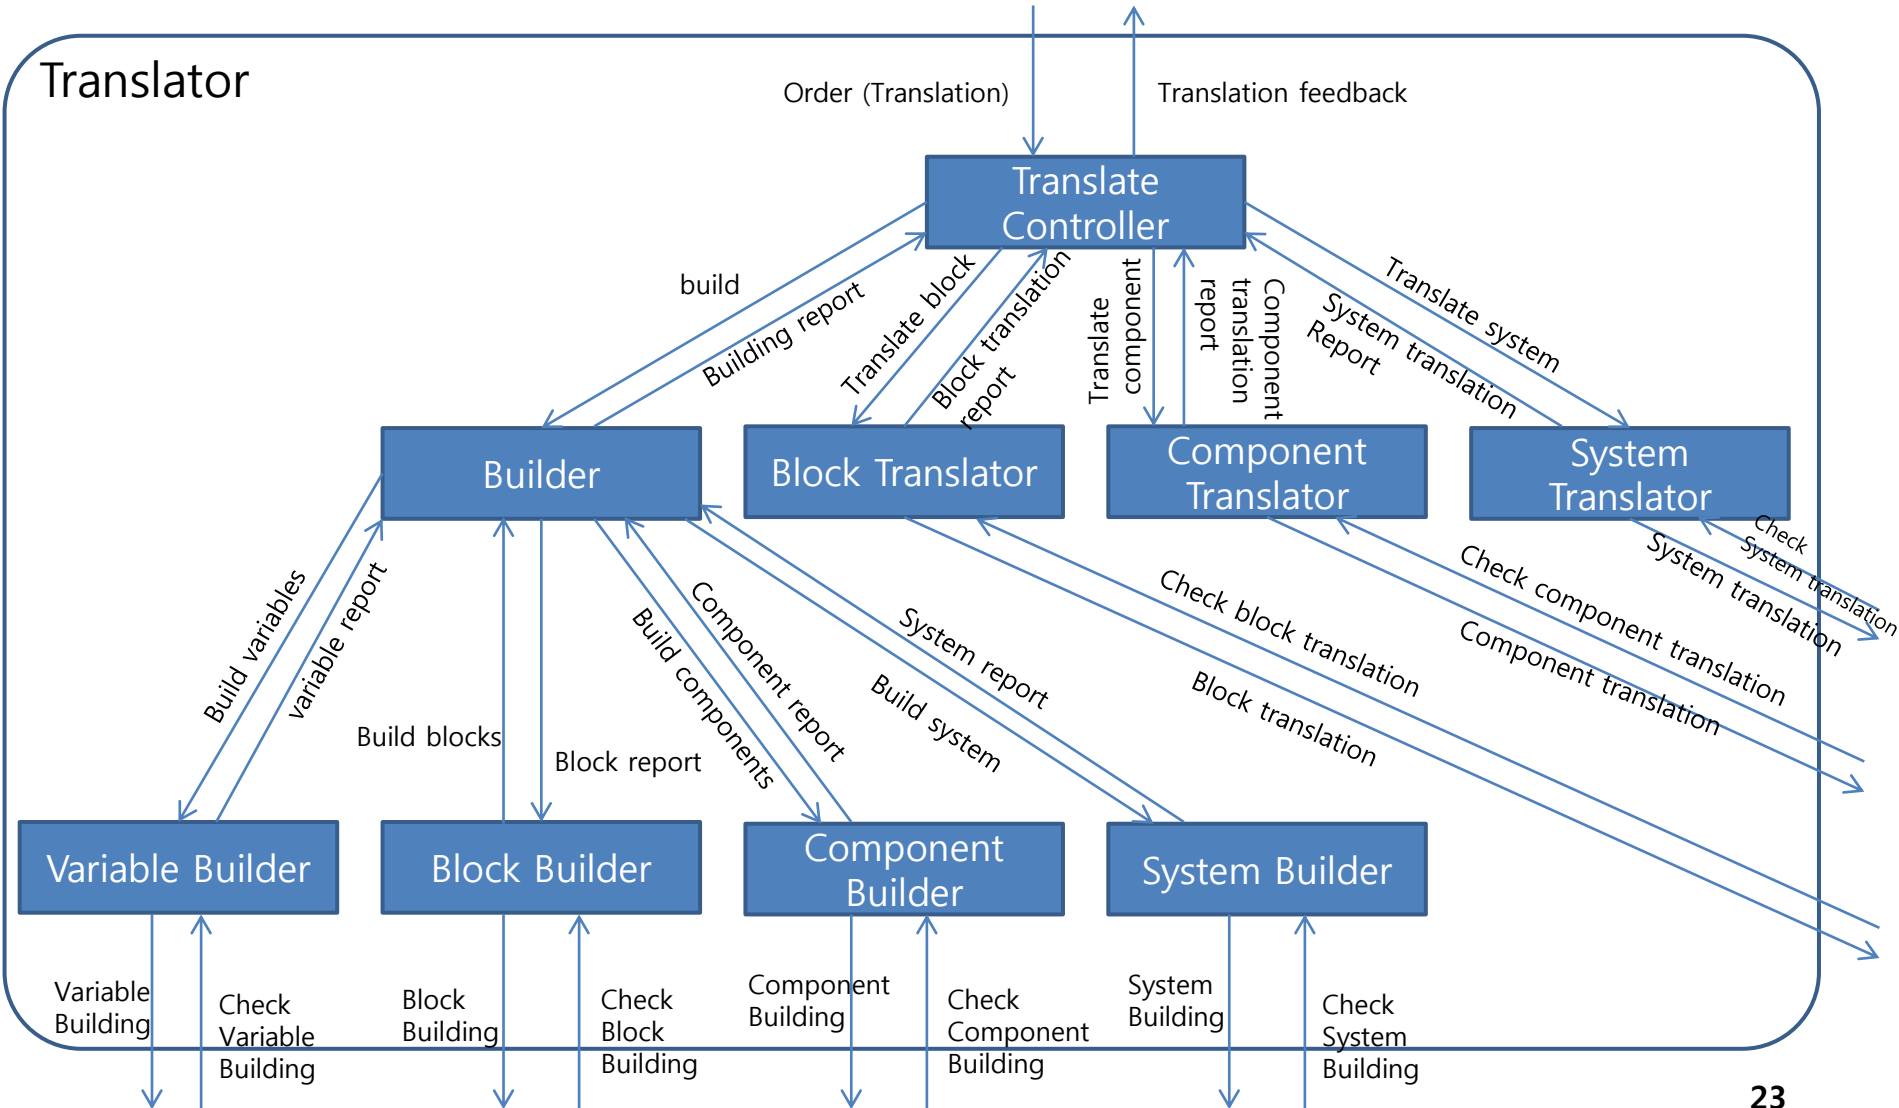 Translator
Order (Translation)
Translation feedback
Translate
Controller
build
Building report
Translate block
Block translation
report
Translate
component
Component
translation
report
Translate system
System translation
Report
Builder
Block Translator
Component
Translator
System
Translator
Build variables
variable report
Build blocks
Block report
Build components
Component report
System report
Build system
Check block translation
Block translation
Check component translation
Component translation
Check
System translation
System translation
Variable Builder
Block Builder
Component
Builder
System Builder
Variable
Building
Check
Variable
Building
Block
Building
Check
Block
Building
Component
Building
Check
Component
Building
System
Building
Check
System
Building
23